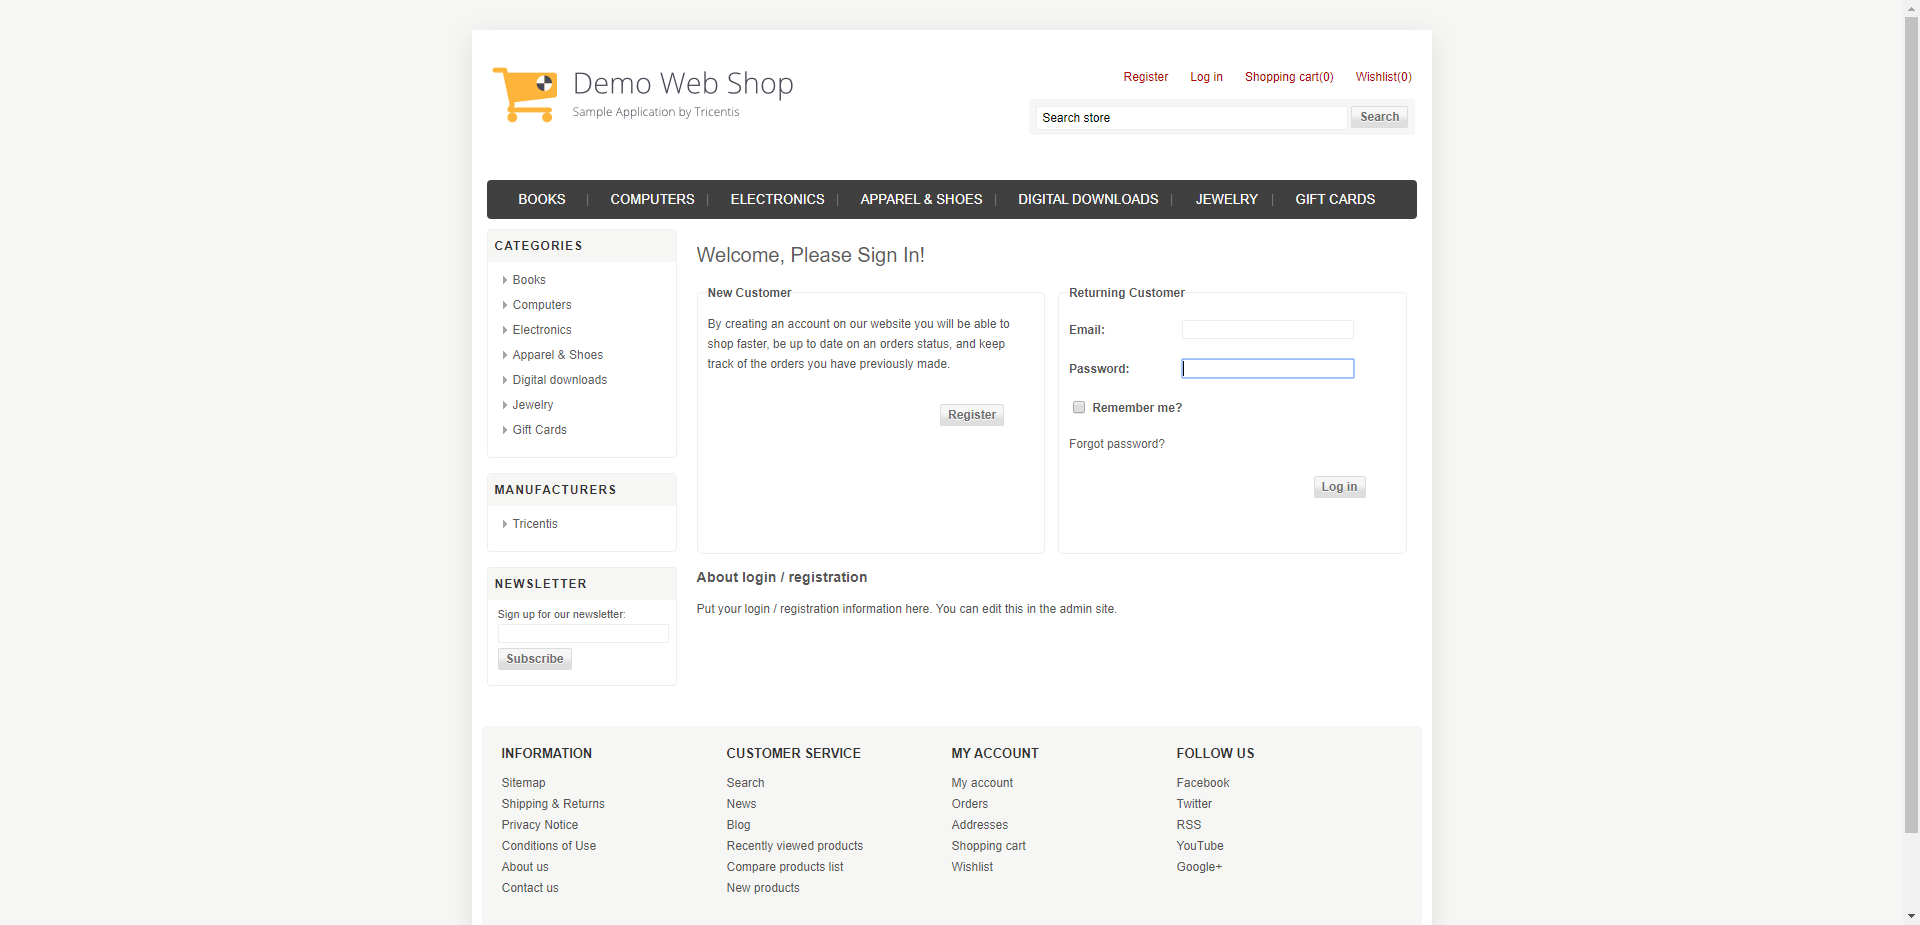 Demo Web Shop
Sample Application by Tricentis
Register Log in Shopping cart(0) Wishlist(0)
Search store Search
BOOKS COMPUTERS ELECTRONICS APPAREL & SHOES DIGITAL DOWNLOADS JEWELRY GIFT CARDS
CATEGORIES
Books
Computers
Electronics
Apparel & Shoes
Digital downloads
Jewelry
Gift Cards
MANUFACTURERS
Tricentis
NEWSLETTER
Sign up for our newsletter:
Subscribe
Welcome, Please Sign In!
New Customer
By creating an account on our website you will be able to
shop faster, be up to date on an orders status, and keep
track of the orders you have previously made.
Register
Returning Customer
Email:
Password:
Remember me?
Forgot password?
Log in
About login / registration
Put your login / registration information here. You can edit this in the admin site.
INFORMATION
Sitemap
Shipping & Returns
Privacy Notice
Conditions of Use
About us
Contact us
CUSTOMER SERVICE
Search
News
Blog
Recently viewed products
Compare products list
New products
MY ACCOUNT
My account
Orders
Addresses
Shopping cart
Wishlist
FOLLOW US
Facebook
Twitter
RSS
YouTube
Google+